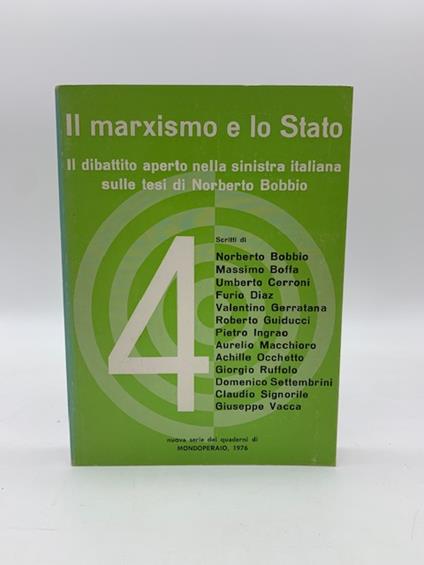 Il marxismo e lo Stato
Il dibattito aperto nella sinistra italiana
sulle tesi di Norberto Bobbio
4
Scritti di
Norberto Bobbio
Massimo Boffa
Umberto Cerroni
Furio Diaz
Valentino Gerratana
Roberto Guiducci
Pietro Ingrao
Aurelio Macchioro
Achille Occhetto
Giorgio Ruffolo
Domenico Settembrini
Claudio Signorile
Giuseppe Vacca
nuova serie dei quaderni di
MONDOPERAIO, 1976